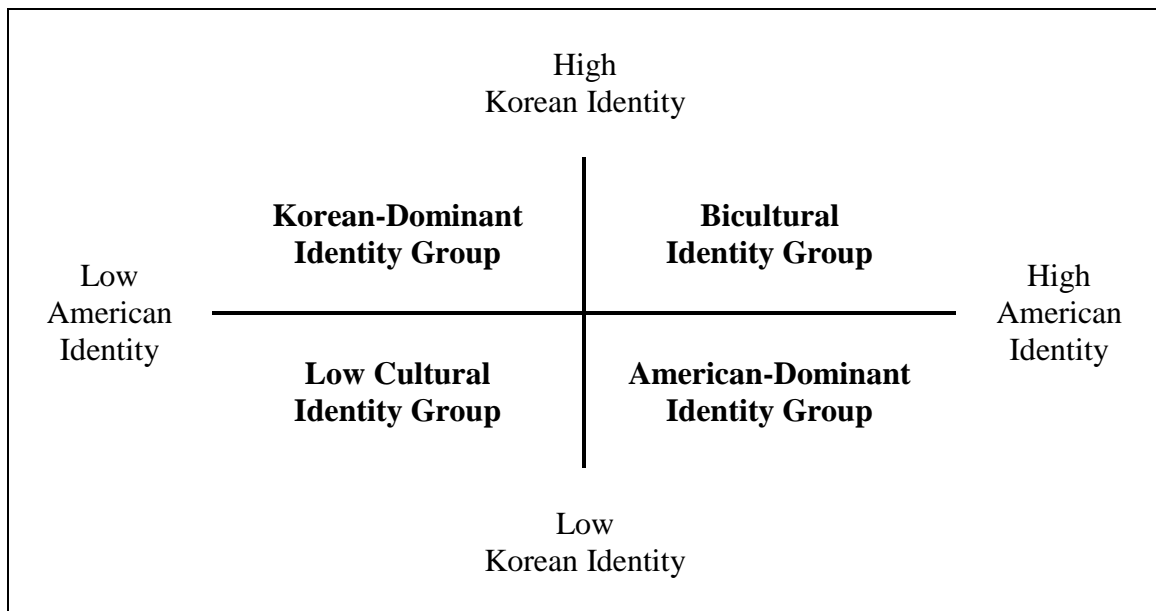 High
Korean Identity
Korean-Dominant
Identity Group
Bicultural
Identity Group
Low
American
Identity
High
American
Identity
Low Cultural
Identity Group
American-Dominant
Identity Group
Low
Korean Identity